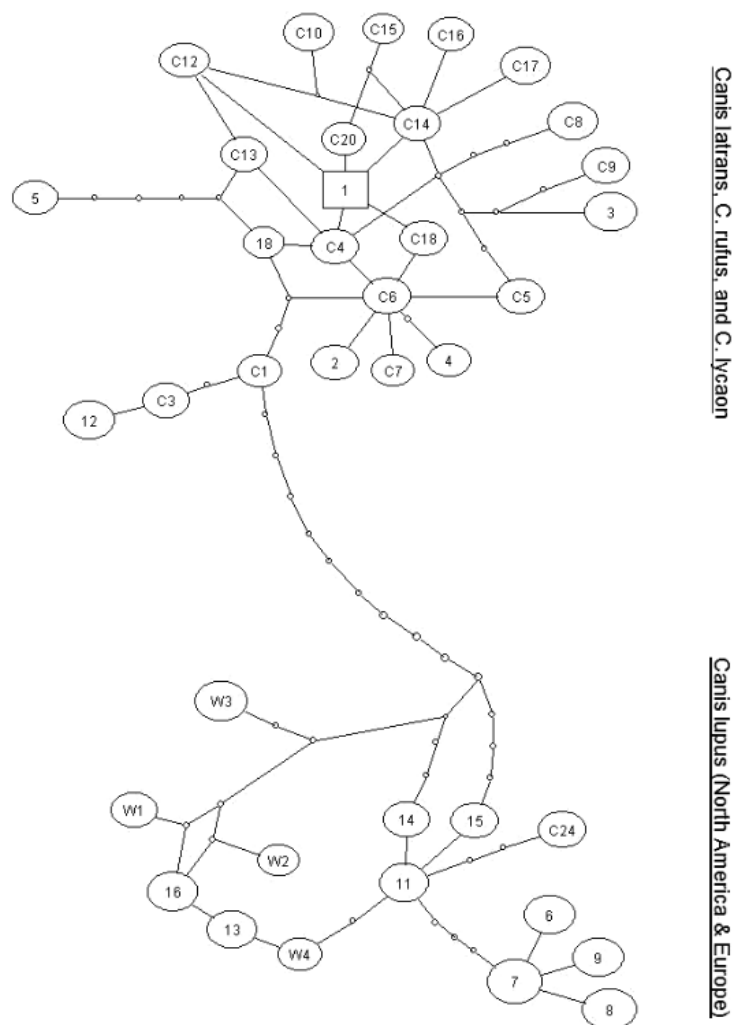 C10
C15
C16
C12
C17
C8
C14
C20
C13
C9
1
5
3
C18
18
C4
C6
C5
2
C7
4
C1
C3
12
Canis latrans, C. rufus, and C. lycaon
W3
W1
14
15
C24
W2
11
16
6
13
W4
9
7
8
Canis lupus (North America & Europe)